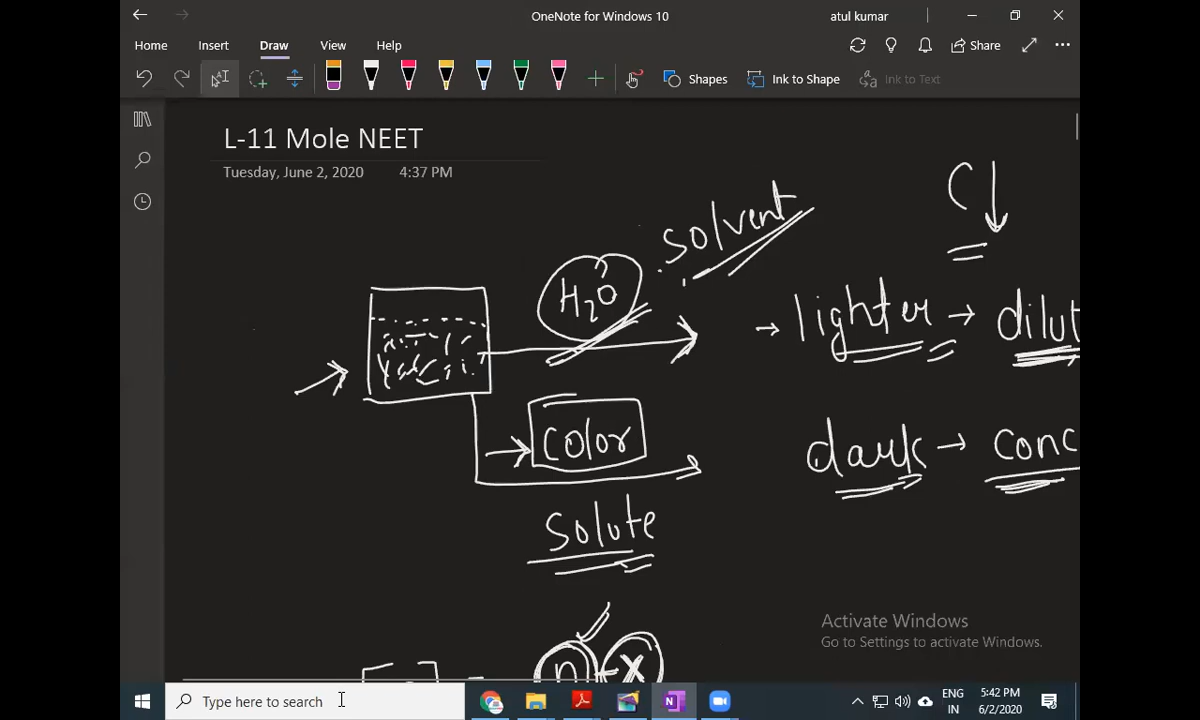 OneNote for Windows 10
atul kumar
Home Insert Draw View Help
Share
Shapes
Ink to Shape
Ink to Text
L-11 Mole NEET
Tuesday, June 2, 2020 4:37 PM
solvent
C↓
H2O
lighter → dilut
color
dark → conc
solute
n
x
Activate Windows
Go to Settings to activate Windows.
Type here to search
ENG
IN
5:42 PM
6/2/2020